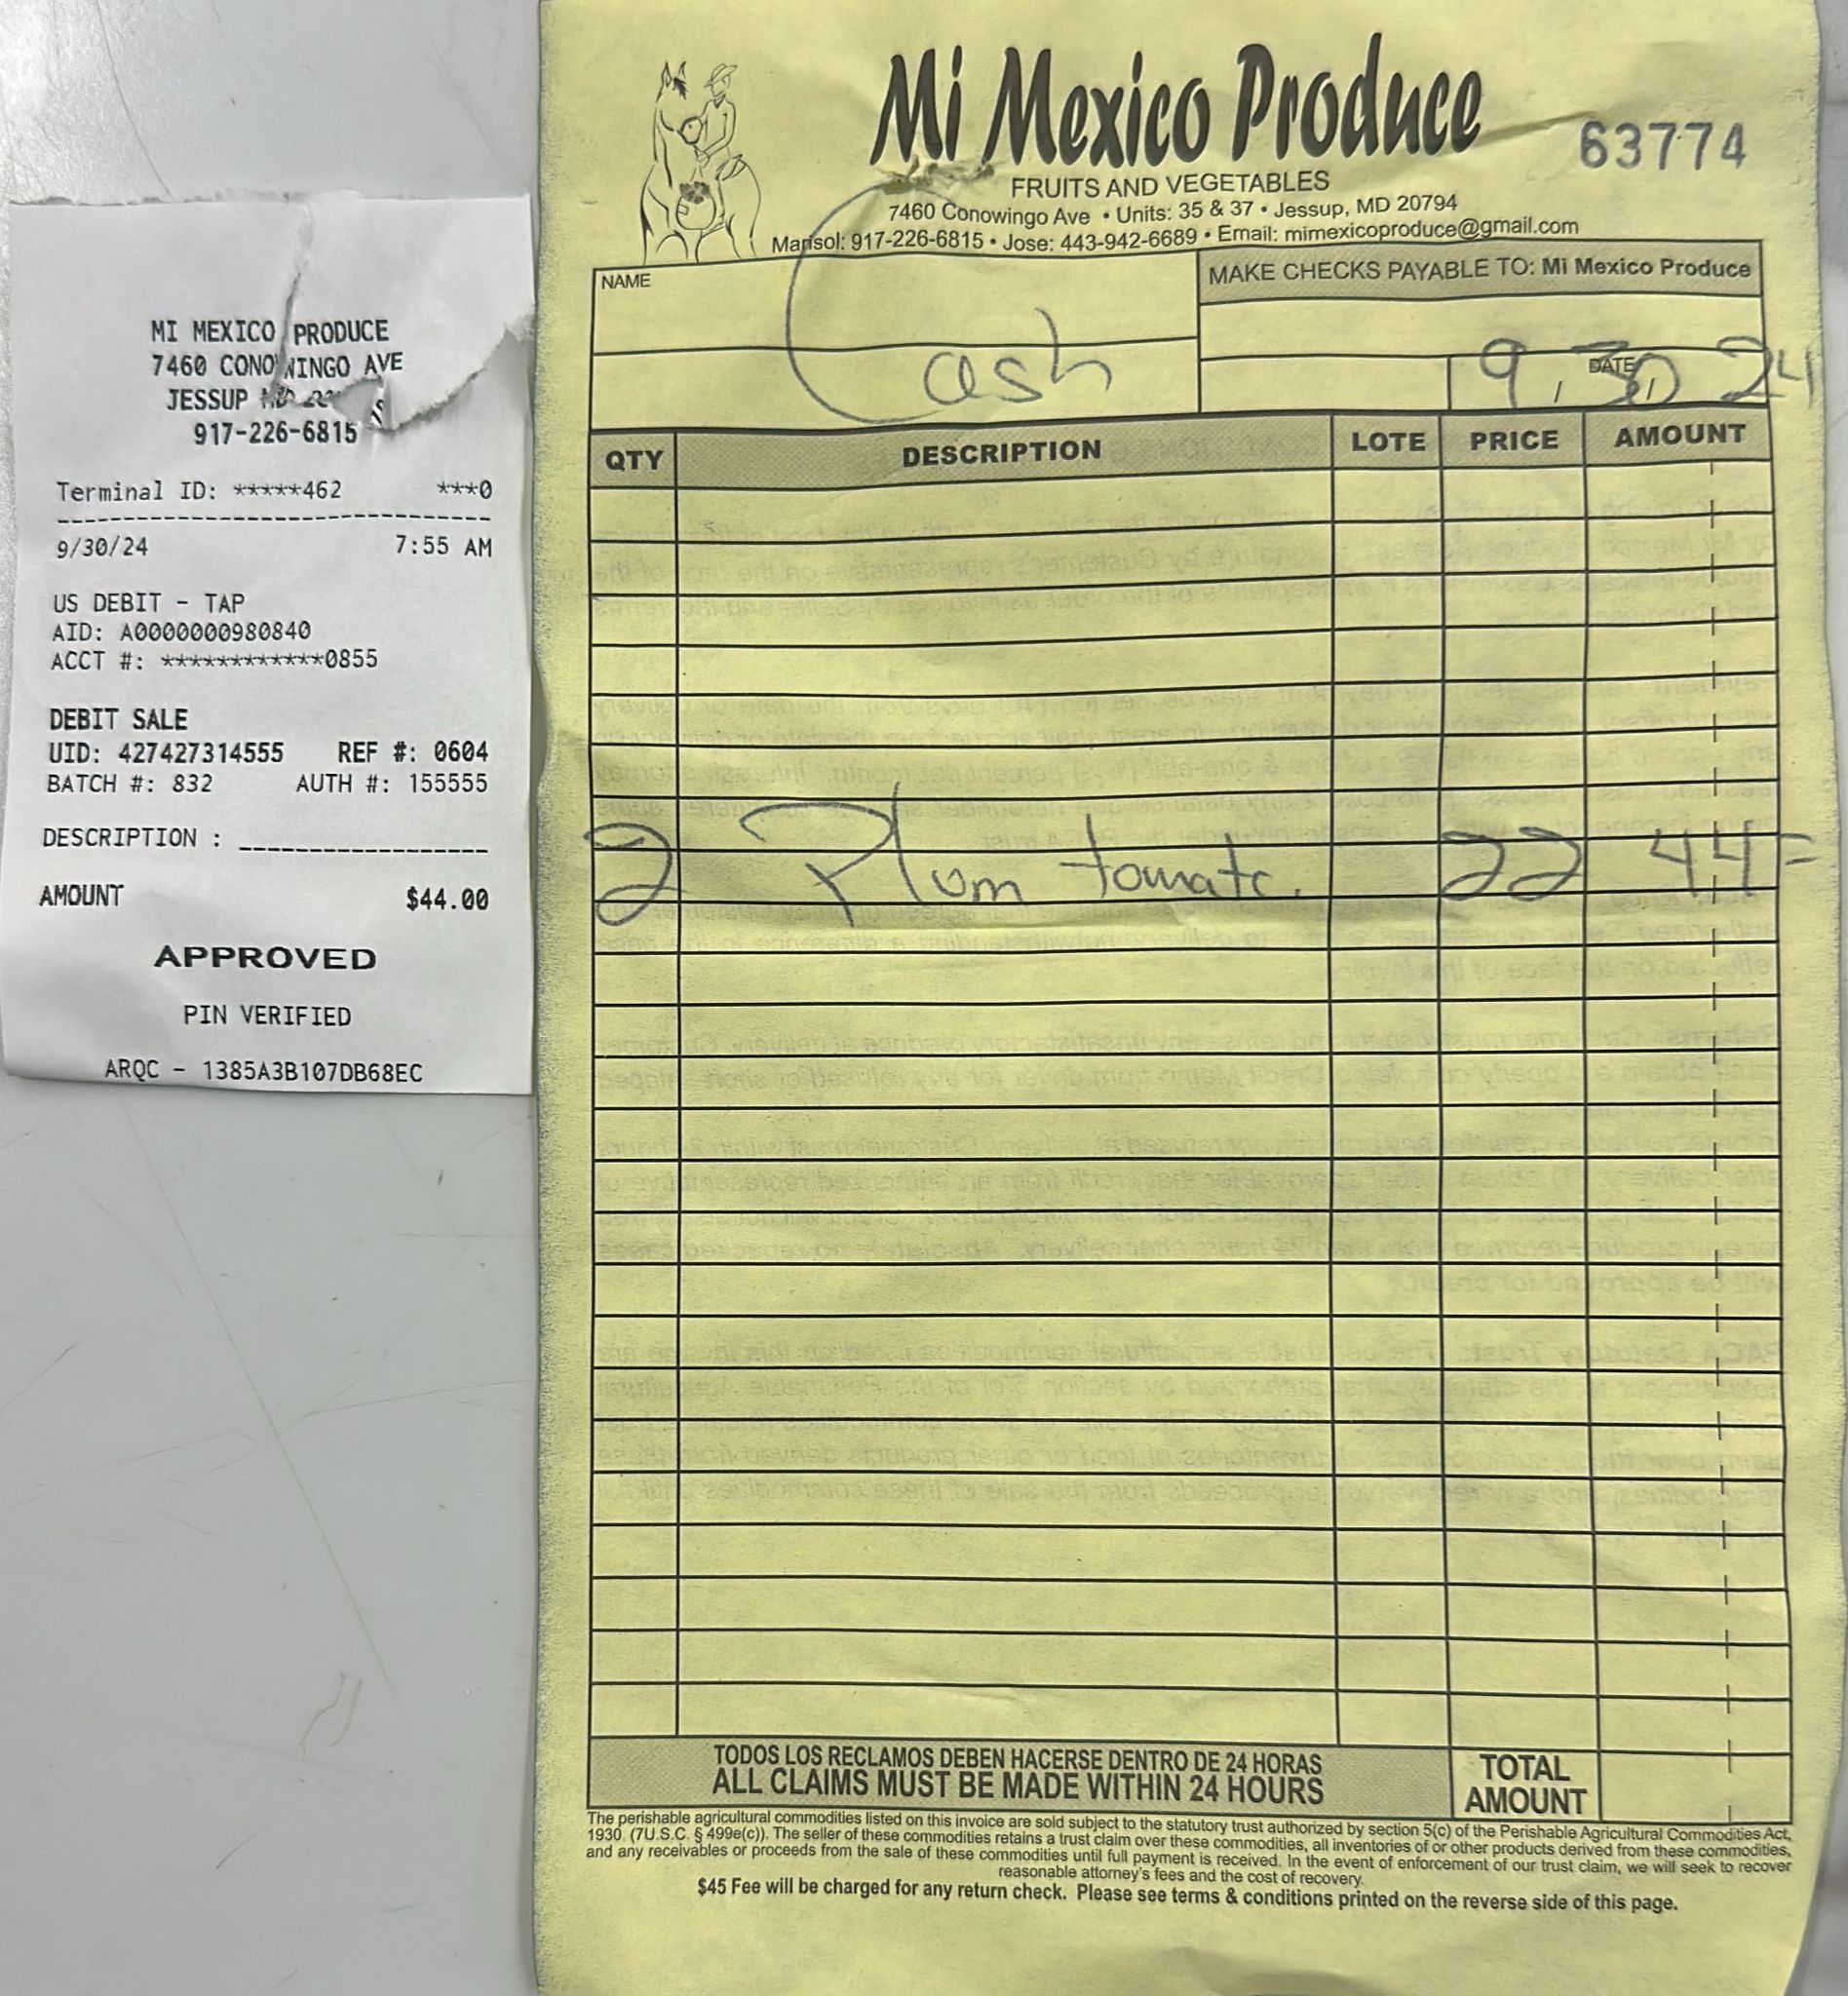 MI MEXICO PRODUCE
7460 CONOWINGO AVE
JESSUP MD
917-226-6815
Terminal ID: *****462 ***0
9/30/24 7:55 AM
US DEBIT - TAP
AID: A0000000980840
ACCT #: ************0855
DEBIT SALE
UID: 427427314555 REF #: 0604
BATCH #: 832 AUTH #: 155555
DESCRIPTION :
AMOUNT $44.00
APPROVED
PIN VERIFIED
ARQC - 1385A3B107DB68EC
Mi Mexico Produce
63774
FRUITS AND VEGETABLES
7460 Conowingo Ave • Units: 35 & 37 • Jessup, MD 20794
Marisol: 917-226-6815 • Jose: 443-942-6689 • Email: mimexicoproduce@gmail.com
NAME
MAKE CHECKS PAYABLE TO: Mi Mexico Produce
Cash
DATE
9 / 30 / 24
QTY DESCRIPTION LOTE PRICE AMOUNT
2 Plum tomato. 22 44=
TODOS LOS RECLAMOS DEBEN HACERSE DENTRO DE 24 HORAS
ALL CLAIMS MUST BE MADE WITHIN 24 HOURS
TOTAL
AMOUNT
The perishable agricultural commodities listed on this invoice are sold subject to the statutory trust authorized by section 5(c) of the Perishable Agricultural Commodities Act,
1930. (7U.S.C. § 499e(c)). The seller of these commodities retains a trust claim over these commodities, all inventories of or other products derived from these commodities,
and any receivables or proceeds from the sale of these commodities until full payment is received. In the event of enforcement of our trust claim, we will seek to recover
reasonable attorney's fees and the cost of recovery.
$45 Fee will be charged for any return check. Please see terms & conditions printed on the reverse side of this page.